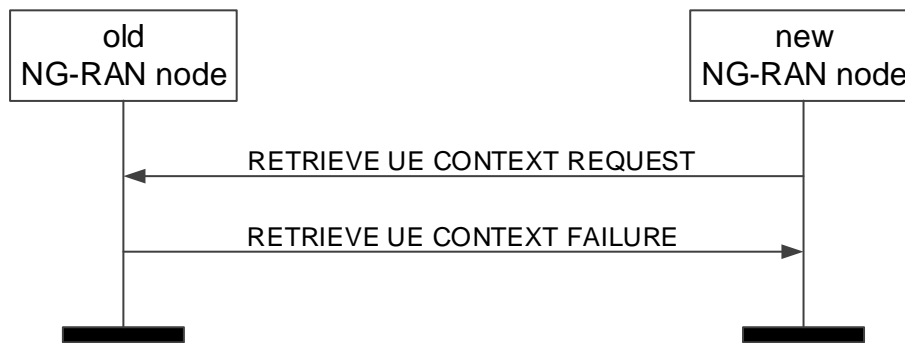 old
NG-RAN node
new
NG-RAN node
RETRIEVE UE CONTEXT REQUEST
RETRIEVE UE CONTEXT FAILURE